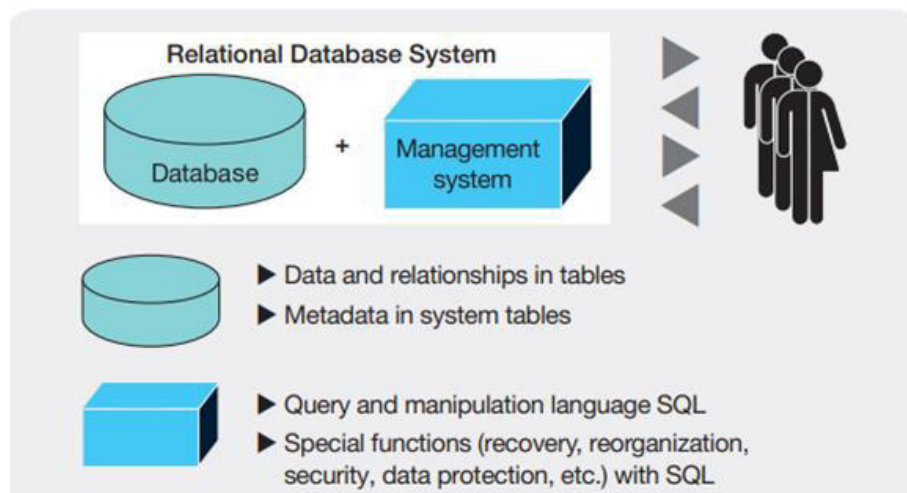 Relational Database System
Database
+
Management
system
▶ Data and relationships in tables
▶ Metadata in system tables
▶ Query and manipulation language SQL
▶ Special functions (recovery, reorganization,
security, data protection, etc.) with SQL